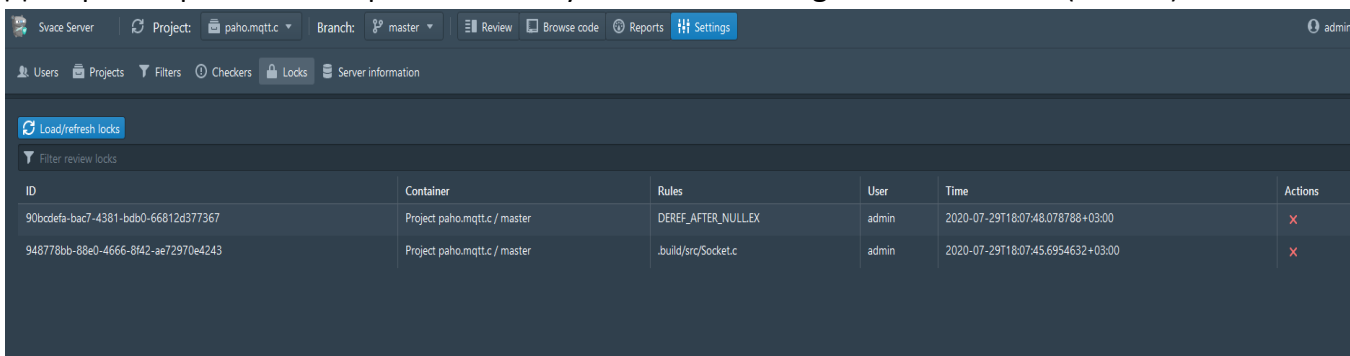 Svace Server Project: paho.mqtt.c Branch: master Review Browse code Reports Settings admin
Users Projects Filters Checkers Locks Server information
Load/refresh locks
Filter review locks
ID Container Rules User Time Actions
90bcdefa-bac7-4381-bdb0-66812d377367 Project paho.mqtt.c / master DEREF_AFTER_NULL.EX admin 2020-07-29T18:07:48.078788+03:00
948778bb-88e0-4666-8f42-ae72970e4243 Project paho.mqtt.c / master .build/src/Socket.c admin 2020-07-29T18:07:45.6954632+03:00